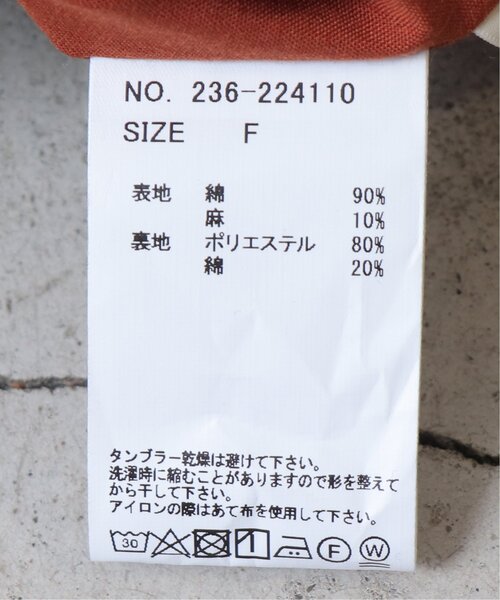 NO. 236-224110
SIZE F
表地 綿 90%
麻 10%
裏地 ポリエステル 80%
綿 20%
タンブラー乾燥は避けて下さい。
洗濯時に縮むことがありますので形を整えて
から干して下さい。
アイロンの際はあて布を使用して下さい。
30 F W